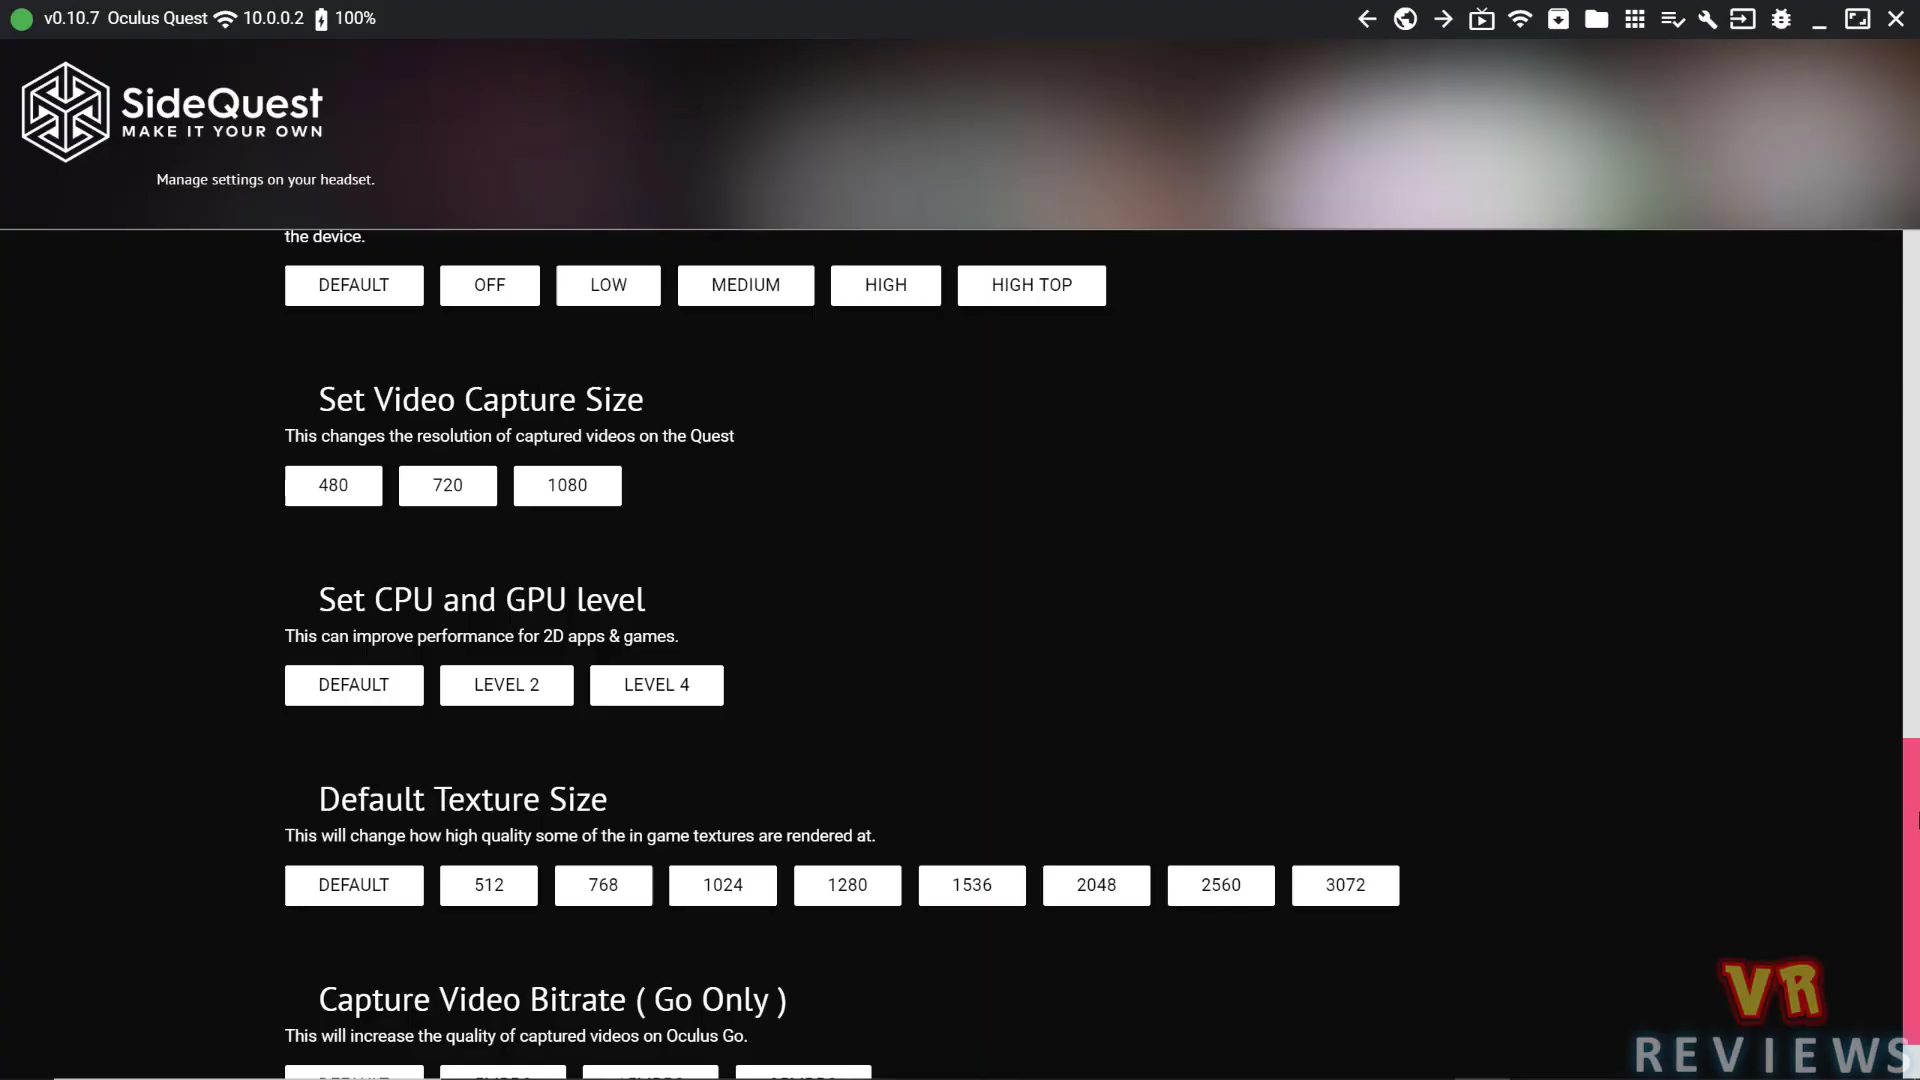 v0.10.7 Oculus Quest 10.0.0.2 100%
SideQuest
MAKE IT YOUR OWN
Manage settings on your headset.
the device.
DEFAULT OFF LOW MEDIUM HIGH HIGH TOP
Set Video Capture Size
This changes the resolution of captured videos on the Quest
480 720 1080
Set CPU and GPU level
This can improve performance for 2D apps & games.
DEFAULT LEVEL 2 LEVEL 4
Default Texture Size
This will change how high quality some of the in game textures are rendered at.
DEFAULT 512 768 1024 1280 1536 2048 2560 3072
Capture Video Bitrate ( Go Only )
This will increase the quality of captured videos on Oculus Go.
VR
REVIEWS